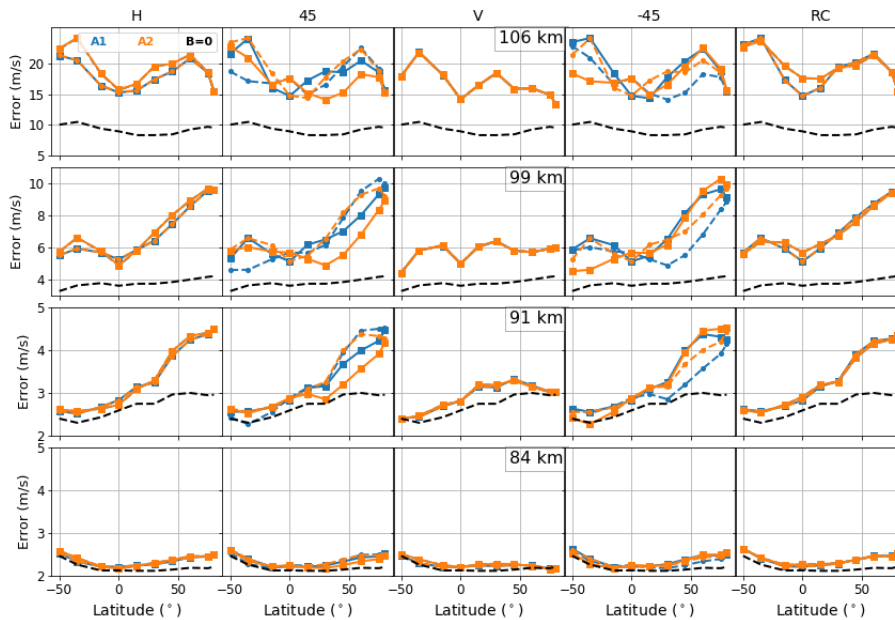 H 45 V -45 RC
A1 A2 B=0
106 km
Error (m/s)
20
15
10
5
99 km
Error (m/s)
10
8
6
4
91 km
Error (m/s)
5
4
3
2
84 km
Error (m/s)
5
4
3
2
−50 0 50 −50 0 50 −50 0 50 −50 0 50 −50 0 50
Latitude (°) Latitude (°) Latitude (°) Latitude (°) Latitude (°)